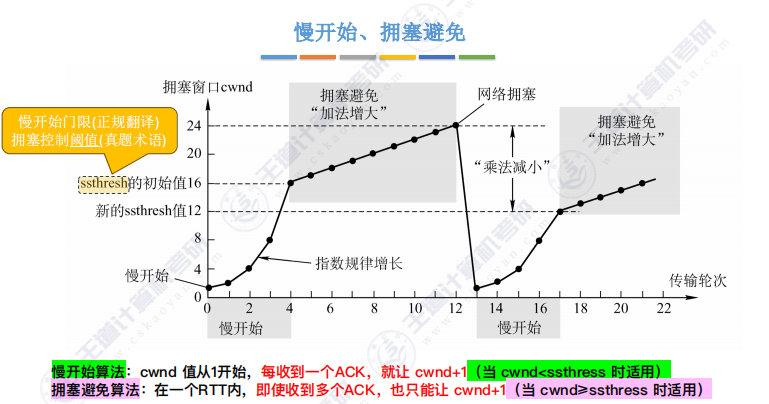 慢开始、拥塞避免
拥塞窗口cwnd
慢开始门限(正规翻译)
拥塞控制阈值(真题术语)
拥塞避免
“加法增大”
网络拥塞
拥塞避免
“加法增大”
24
20
“乘法减小”
ssthresh的初始值16
新的ssthresh值12
8
4
0
慢开始
指数规律增长
传输轮次
0 2 4 6 8 10 12 14 16 18 20 22
慢开始
慢开始
慢开始算法：cwnd 值从1开始，每收到一个ACK，就让 cwnd+1（当 cwnd<ssthress 时适用）
拥塞避免算法：在一个RTT内，即使收到多个ACK，也只能让 cwnd+1（当 cwnd≥ssthress 时适用）
王道计算机考研
cskaoyan.com